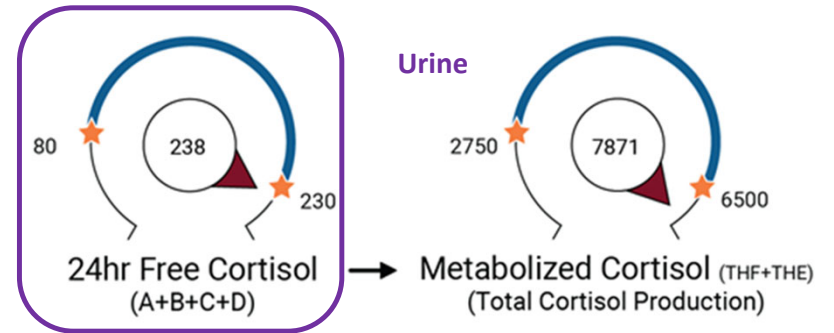 Urine
80
238
230
24hr Free Cortisol
(A+B+C+D)
2750
7871
6500
Metabolized Cortisol (THF+THE)
(Total Cortisol Production)